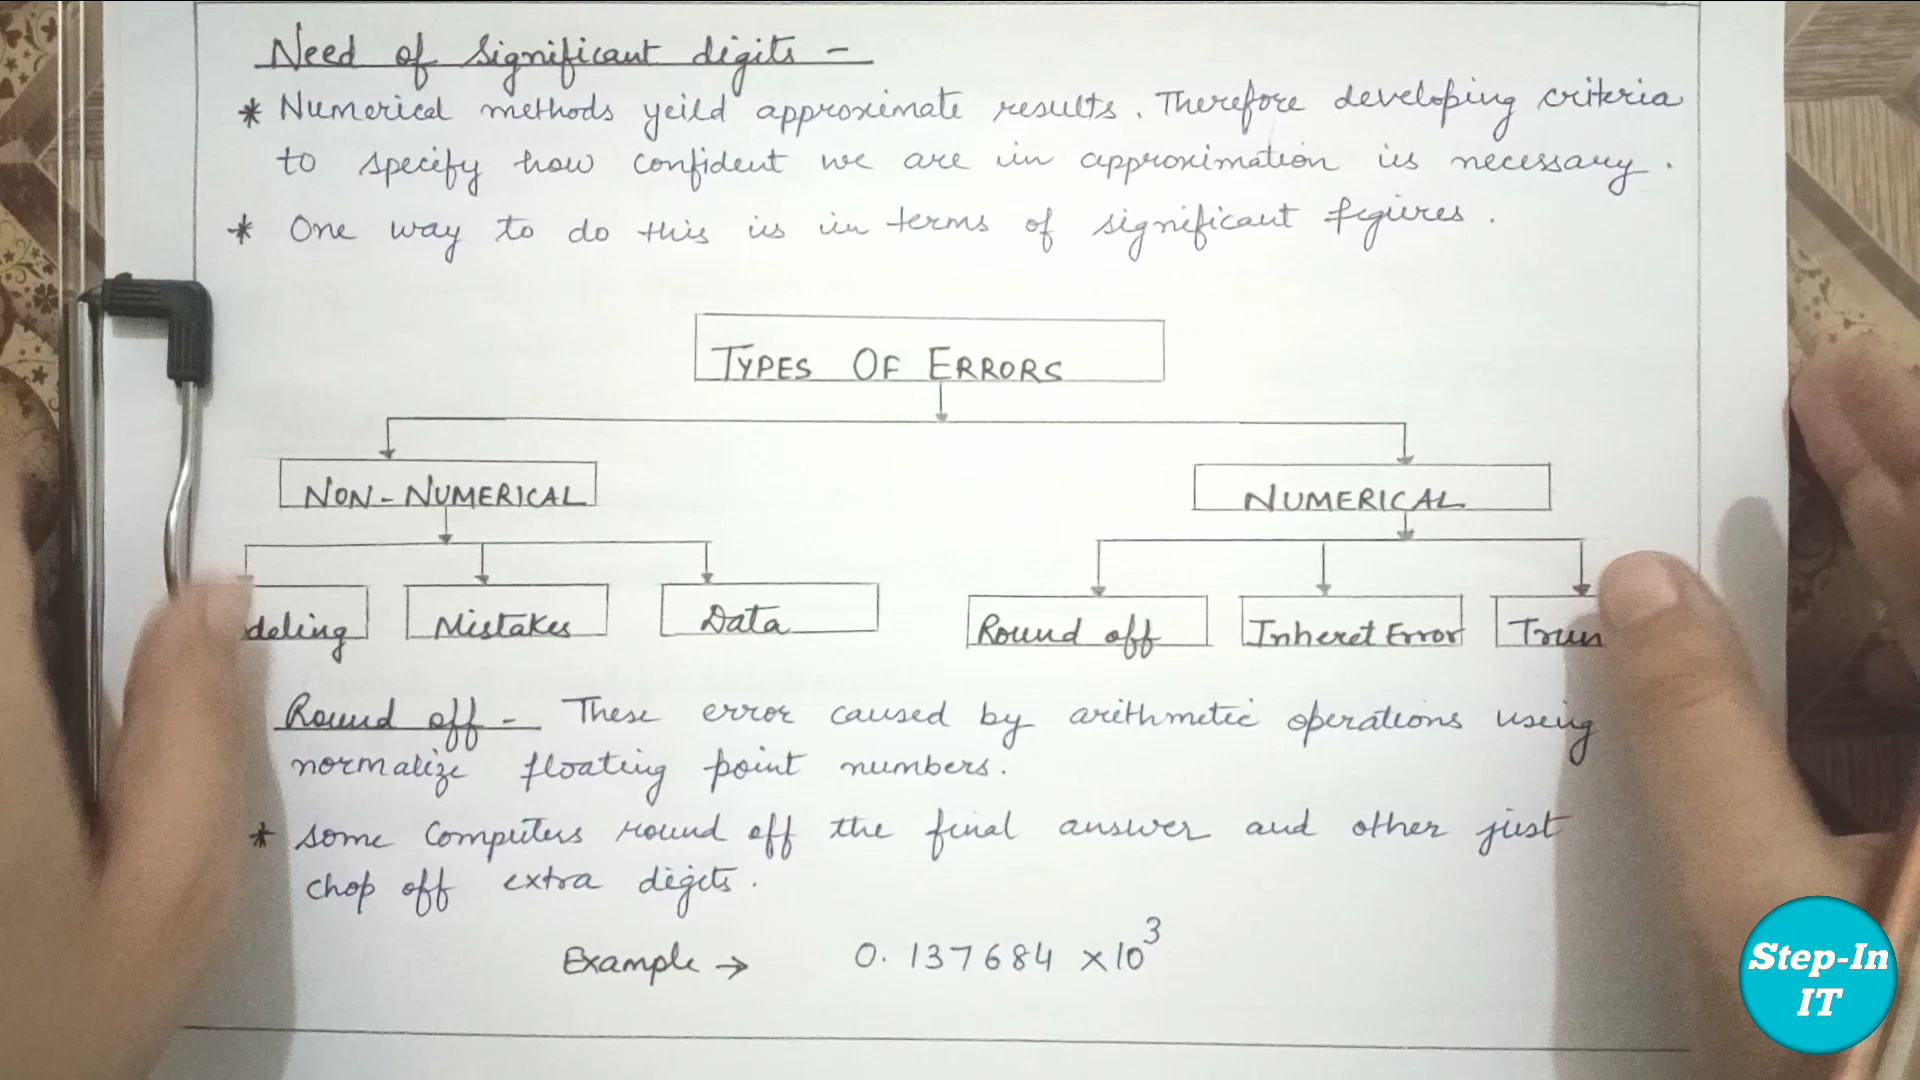 Need of significant digits -
* Numerical methods yeild approximate results. Therefore developing criteria
to specify how confident we are in approximation is necessary.
* One way to do this is in terms of significant figures.
TYPES OF ERRORS
NON-NUMERICAL
NUMERICAL
deling
Mistakes
Data
Round off
Inheret Error
Trun
Round off - These error caused by arithmetic operations using
normalize floating point numbers.
* some computers round off the final answer and other just
chop off extra digits.
Example → 0.137684 ×10³
Step-In
IT